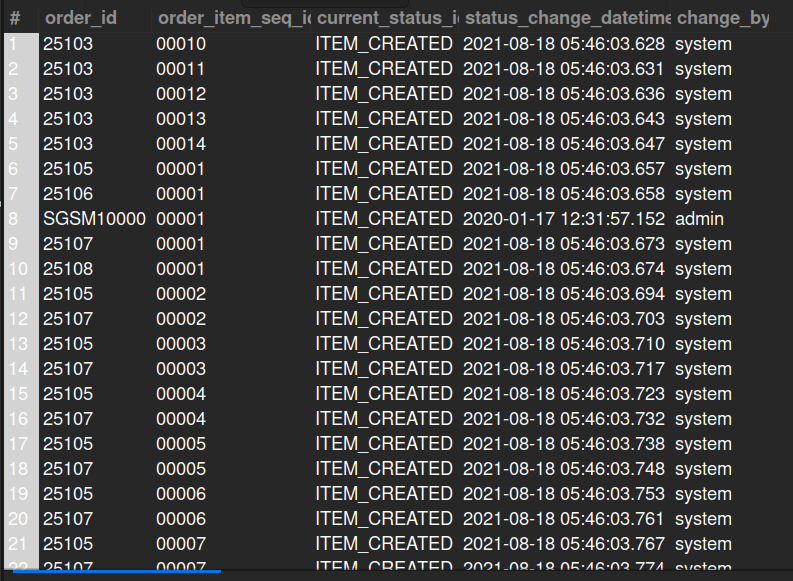 # order_id order_item_seq_i current_status_i status_change_datetime change_by
1 25103 00010 ITEM_CREATED 2021-08-18 05:46:03.628 system
2 25103 00011 ITEM_CREATED 2021-08-18 05:46:03.631 system
3 25103 00012 ITEM_CREATED 2021-08-18 05:46:03.636 system
4 25103 00013 ITEM_CREATED 2021-08-18 05:46:03.643 system
5 25103 00014 ITEM_CREATED 2021-08-18 05:46:03.647 system
6 25105 00001 ITEM_CREATED 2021-08-18 05:46:03.657 system
7 25106 00001 ITEM_CREATED 2021-08-18 05:46:03.658 system
8 SGSM10000 00001 ITEM_CREATED 2020-01-17 12:31:57.152 admin
9 25107 00001 ITEM_CREATED 2021-08-18 05:46:03.673 system
10 25108 00001 ITEM_CREATED 2021-08-18 05:46:03.674 system
11 25105 00002 ITEM_CREATED 2021-08-18 05:46:03.694 system
12 25107 00002 ITEM_CREATED 2021-08-18 05:46:03.703 system
13 25105 00003 ITEM_CREATED 2021-08-18 05:46:03.710 system
14 25107 00003 ITEM_CREATED 2021-08-18 05:46:03.717 system
15 25105 00004 ITEM_CREATED 2021-08-18 05:46:03.723 system
16 25107 00004 ITEM_CREATED 2021-08-18 05:46:03.732 system
17 25105 00005 ITEM_CREATED 2021-08-18 05:46:03.738 system
18 25107 00005 ITEM_CREATED 2021-08-18 05:46:03.748 system
19 25105 00006 ITEM_CREATED 2021-08-18 05:46:03.753 system
20 25107 00006 ITEM_CREATED 2021-08-18 05:46:03.761 system
21 25105 00007 ITEM_CREATED 2021-08-18 05:46:03.767 system
22 25107 00007 ITEM_CREATED 2021-08-18 05:46:03.774 system